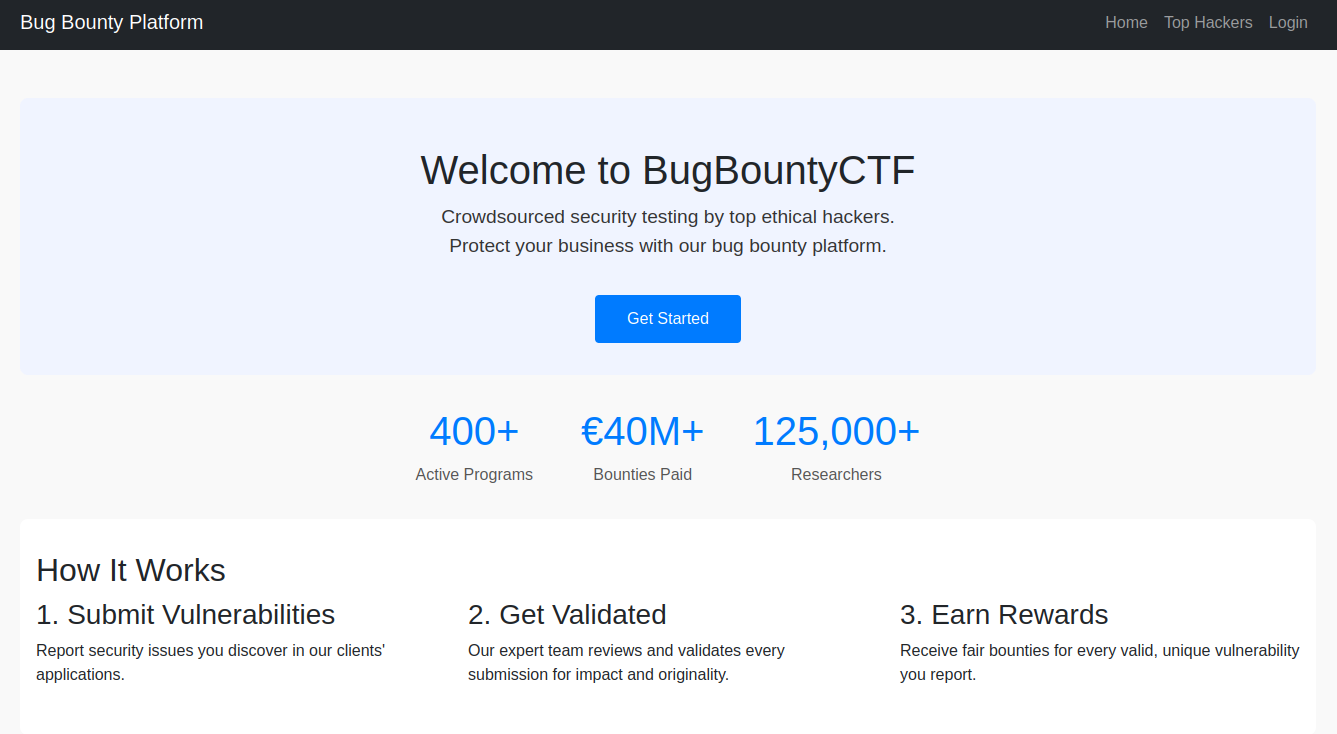 Bug Bounty Platform
Home
Top Hackers
Login
Welcome to BugBountyCTF
Crowdsourced security testing by top ethical hackers.
Protect your business with our bug bounty platform.
Get Started
400+
Active Programs
€40M+
Bounties Paid
125,000+
Researchers
How It Works
1. Submit Vulnerabilities
Report security issues you discover in our clients'
applications.
2. Get Validated
Our expert team reviews and validates every
submission for impact and originality.
3. Earn Rewards
Receive fair bounties for every valid, unique vulnerability
you report.